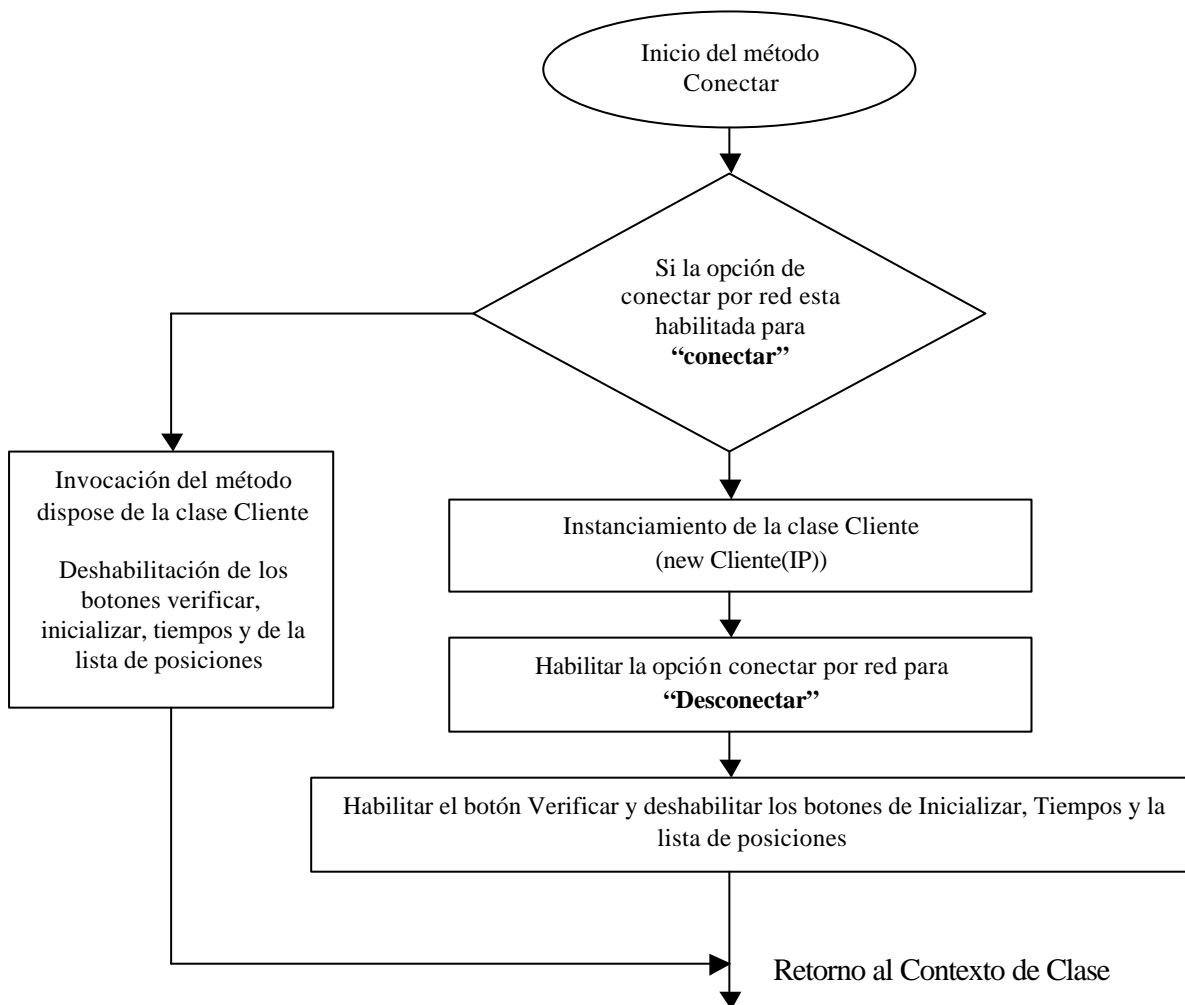 Inicio del método
Conectar
Si la opción de
conectar por red esta
habilitada para
“conectar”
Invocación del método
dispose de la clase Cliente
Deshabilitación de los
botones verificar,
inicializar, tiempos y de la
lista de posiciones
Instanciamiento de la clase Cliente
(new Cliente(IP))
Habilitar la opción conectar por red para
“Desconectar”
Habilitar el botón Verificar y deshabilitar los botones de Inicializar, Tiempos y la
lista de posiciones
Retorno al Contexto de Clase